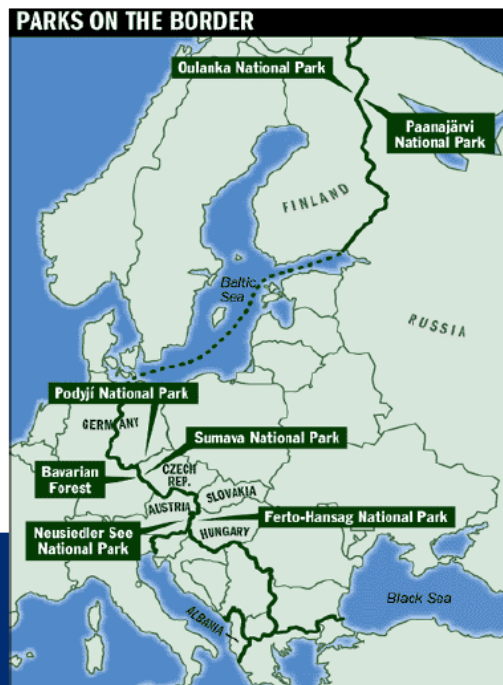 PARKS ON THE BORDER
Oulanka National Park
Paanajärvi
National Park
FINLAND
Baltic
Sea
RUSSIA
Podyjí National Park
GERMANY
Sumava National Park
Bavarian
Forest
CZECH
REP.
SLOVAKIA
AUSTRIA
Neusiedler See
National Park
Ferto-Hansag National Park
HUNGARY
Black Sea
ALBANIA